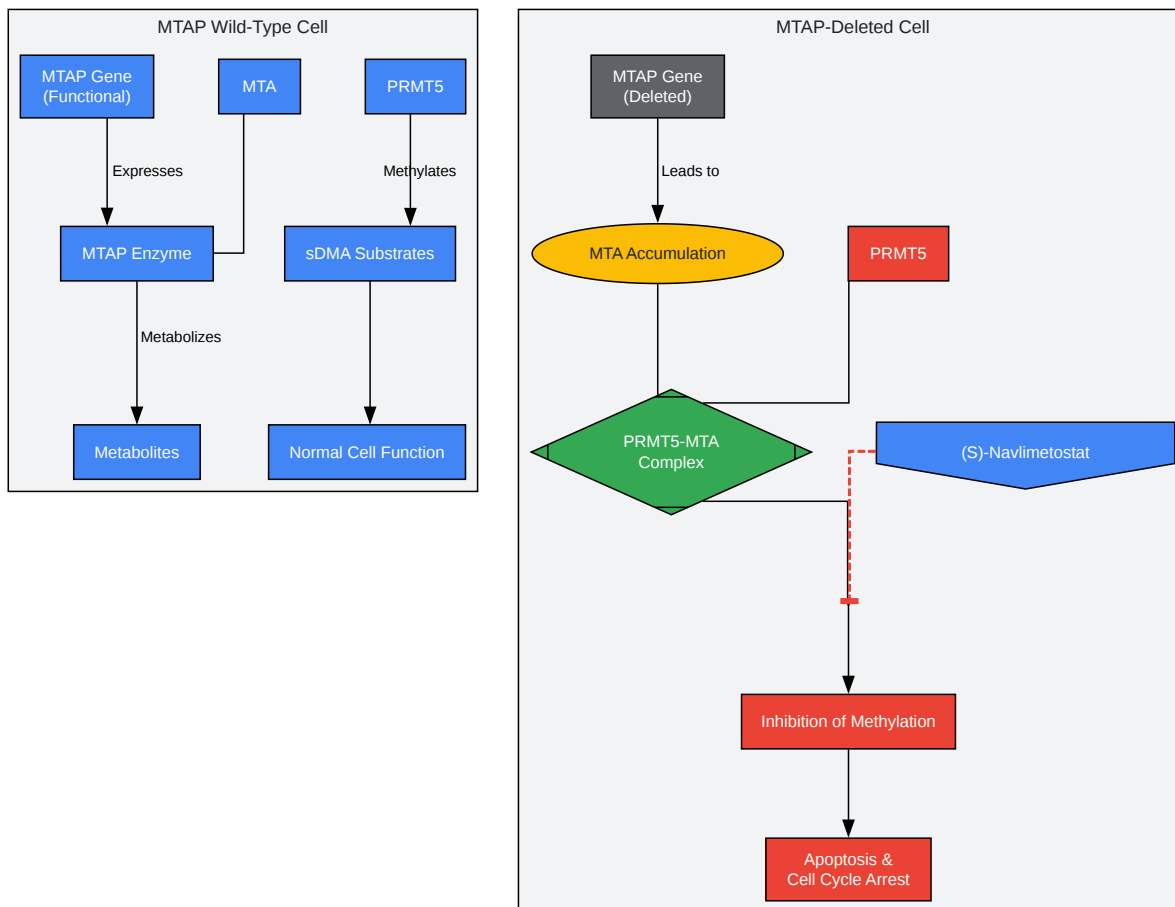 MTAP Wild-Type Cell
MTAP Gene
(Functional)
MTA
PRMT5
Expresses
Methylates
MTAP Enzyme
sDMA Substrates
Metabolizes
Metabolites
Normal Cell Function
MTAP-Deleted Cell
MTAP Gene
(Deleted)
Leads to
MTA Accumulation
PRMT5
PRMT5-MTA
Complex
(S)-Navlimetostat
Inhibition of Methylation
Apoptosis &
Cell Cycle Arrest